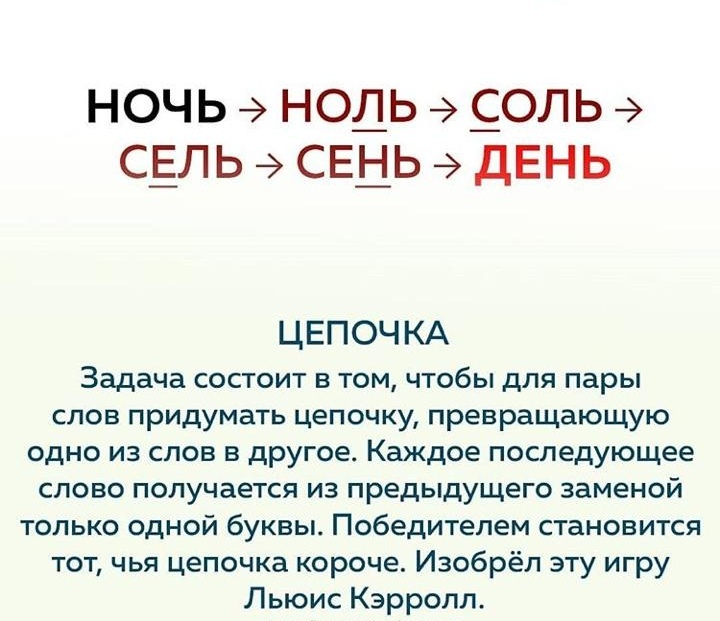 НОЧЬ → НОЛЬ → СОЛЬ →
СЕЛЬ → СЕНЬ → ДЕНЬ
ЦЕПОЧКА
Задача состоит в том, чтобы для пары
слов придумать цепочку, превращающую
одно из слов в другое. Каждое последующее
слово получается из предыдущего заменой
только одной буквы. Победителем становится
тот, чья цепочка короче. Изобрёл эту игру
Льюис Кэрролл.